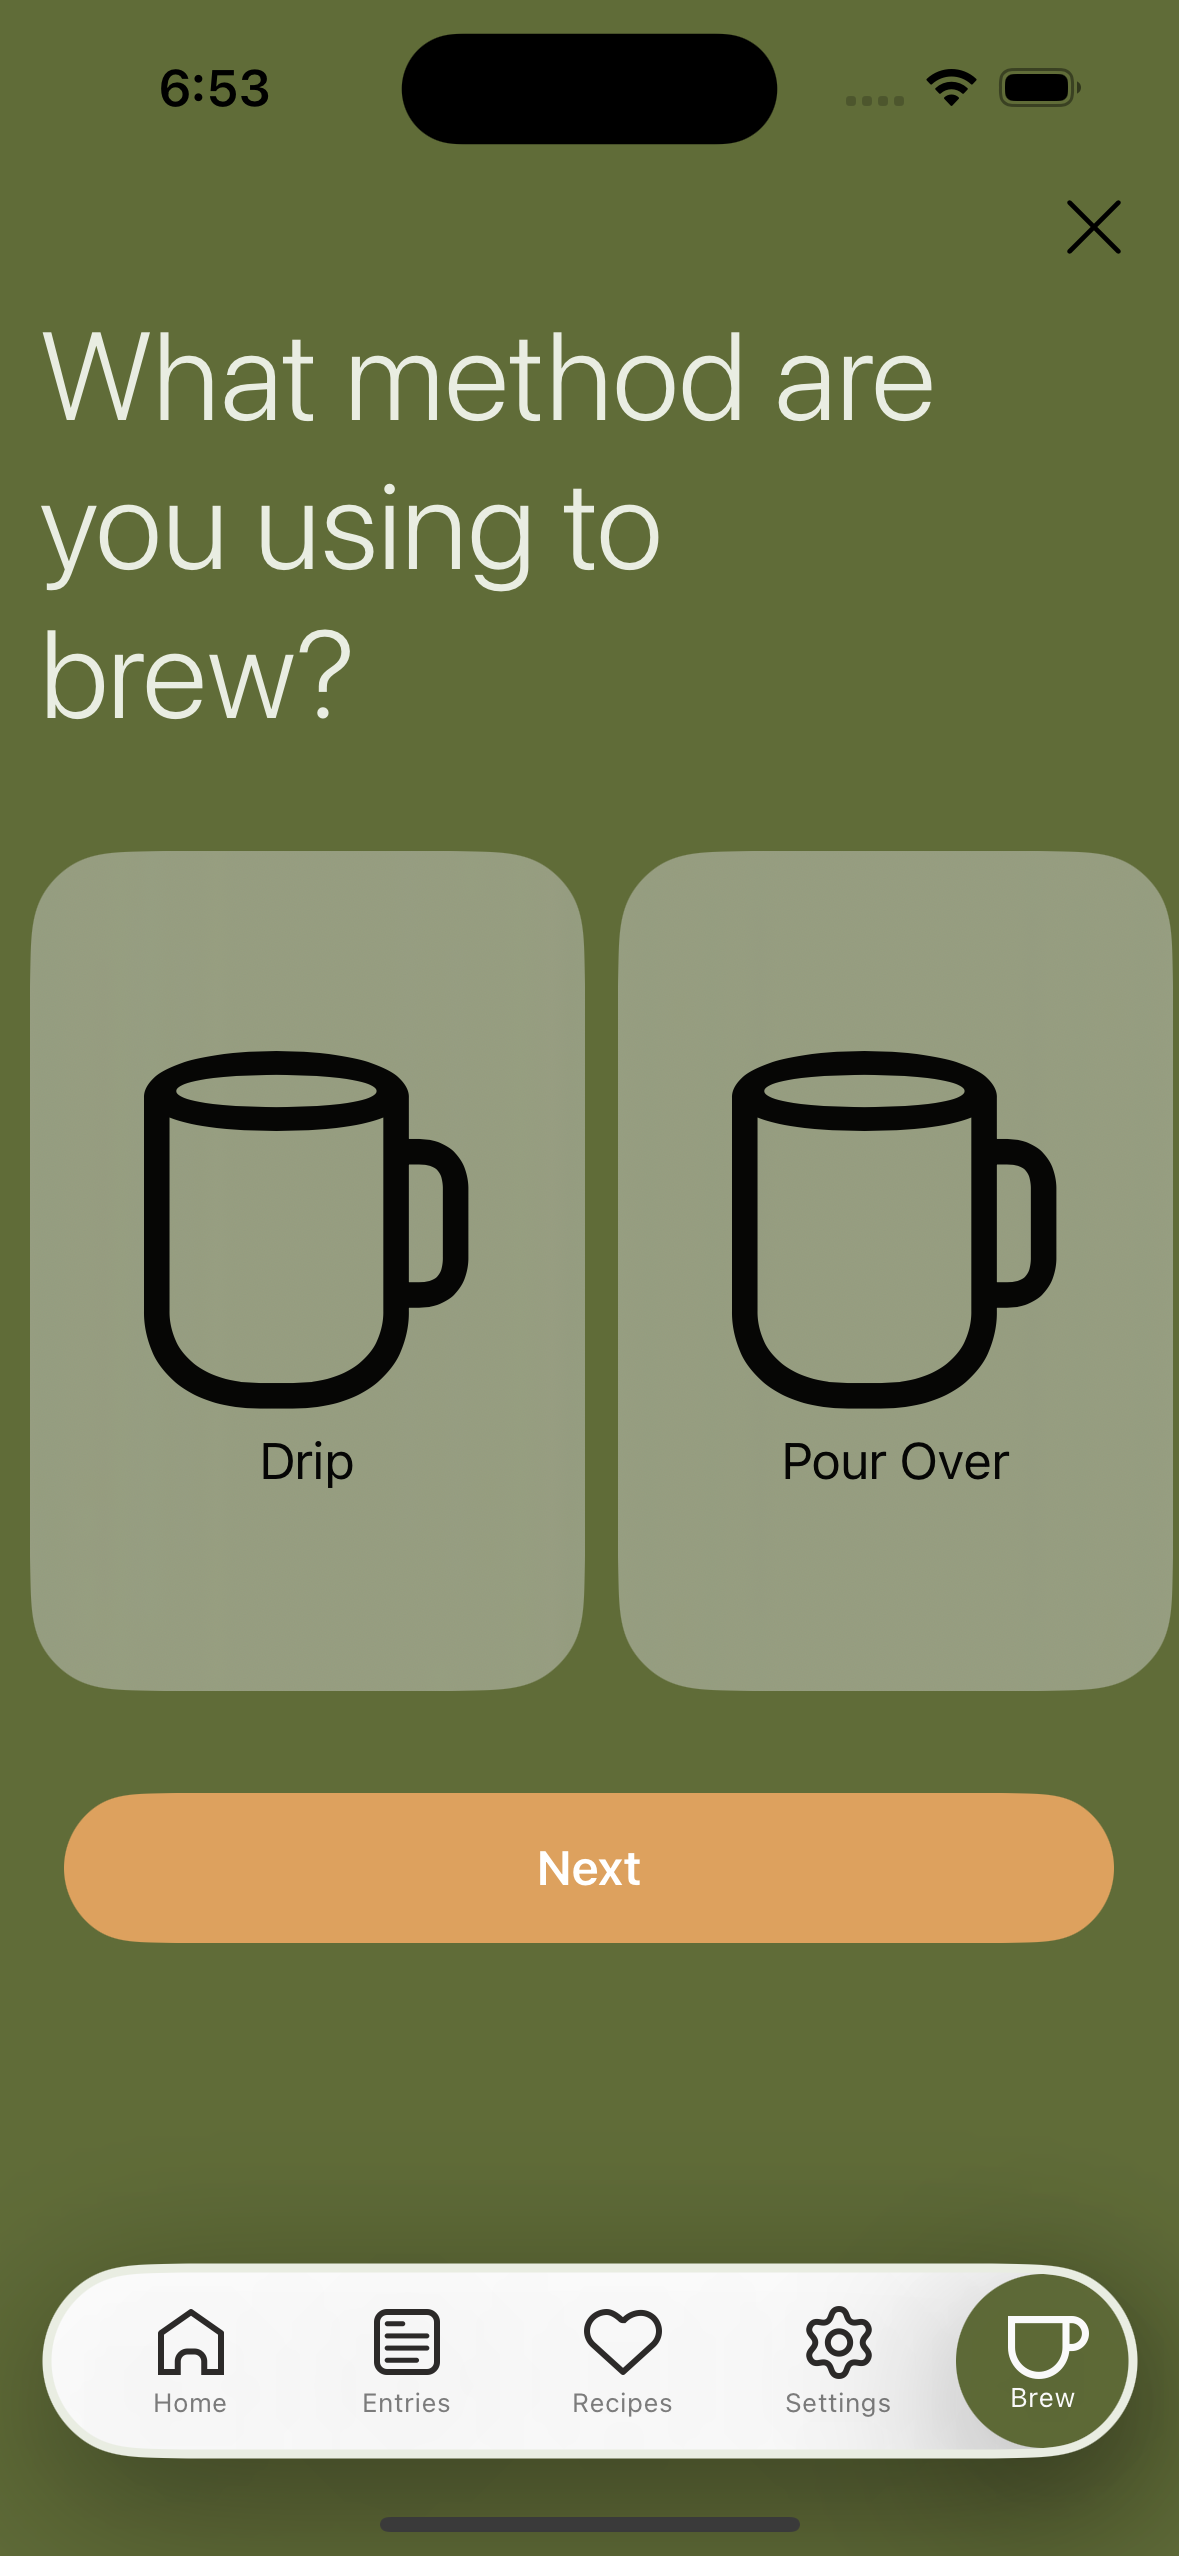 6:53
What method are
you using to
brew?
Drip
Pour Over
Next
Home
Entries
Recipes
Settings
Brew